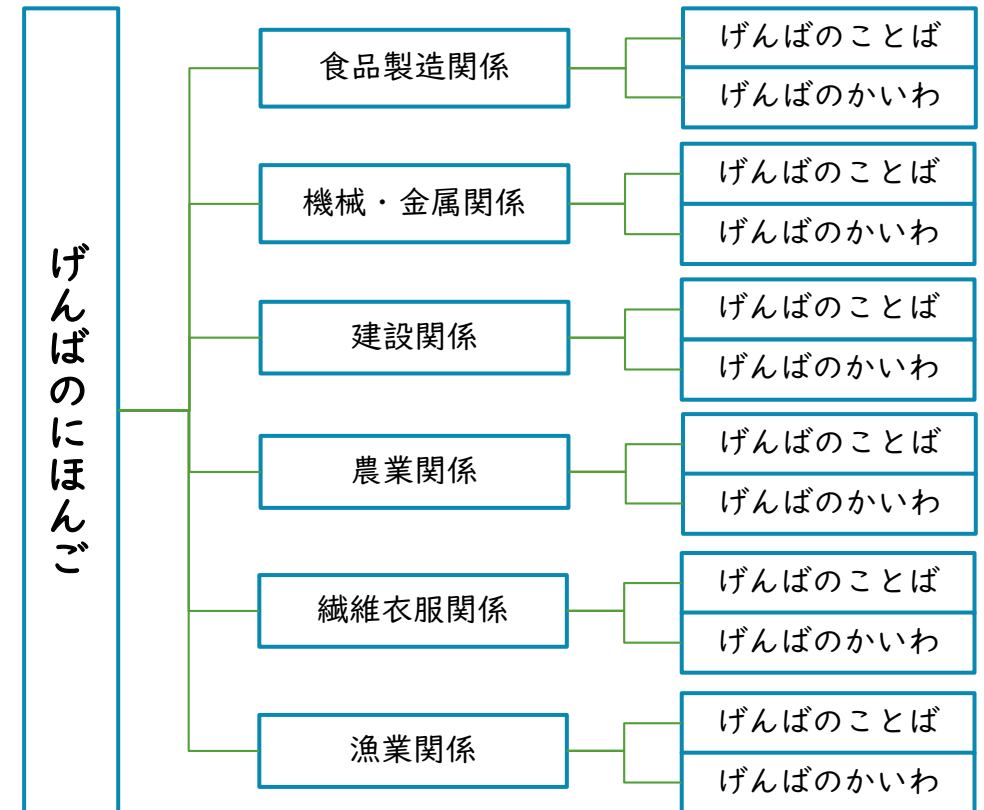 げんばのにほんご
食品製造関係
げんばのことば
げんばのかいわ
機械・金属関係
げんばのことば
げんばのかいわ
建設関係
げんばのことば
げんばのかいわ
農業関係
げんばのことば
げんばのかいわ
繊維衣服関係
げんばのことば
げんばのかいわ
漁業関係
げんばのことば
げんばのかいわ